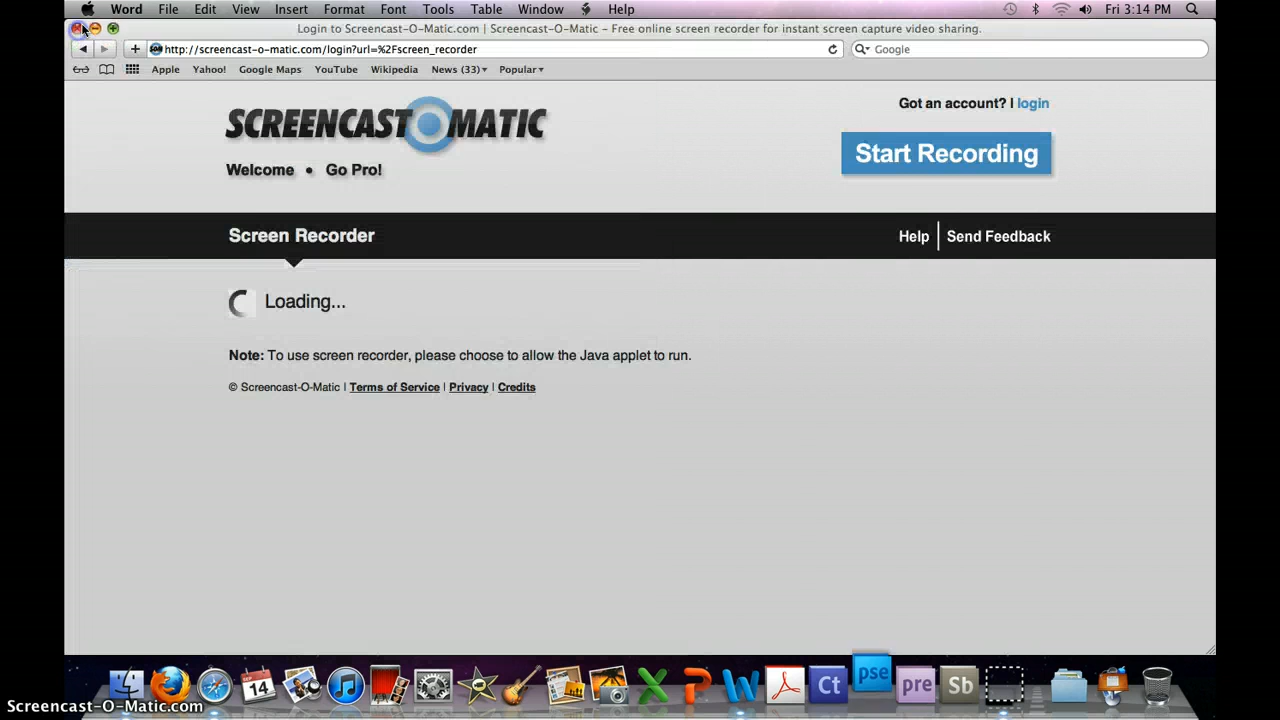 Word File Edit View Insert Format Font Tools Table Window Help Fri 3:14 PM
Login to Screencast-O-Matic.com | Screencast-O-Matic - Free online screen recorder for instant screen capture video sharing.
http://screencast-o-matic.com/login?url=%2Fscreen_recorder Google
Apple Yahoo! Google Maps YouTube Wikipedia News (33) Popular
Got an account? | login
SCREENCAST MATIC
Start Recording
Welcome • Go Pro!
Screen Recorder Help Send Feedback
Loading...
Note: To use screen recorder, please choose to allow the Java applet to run.
© Screencast-O-Matic | Terms of Service | Privacy | Credits
14 Ct pse pre Sb
Screencast-O-Matic.com